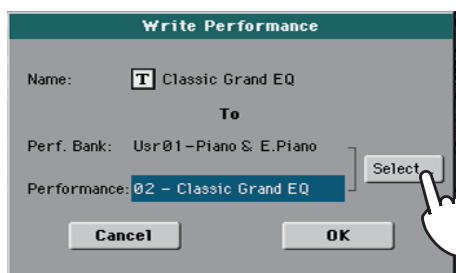 Write Performance
Name: T Classic Grand EQ
To
Perf. Bank: Usr01-Piano & E.Piano
Select
Performance: 02 - Classic Grand EQ
Cancel OK